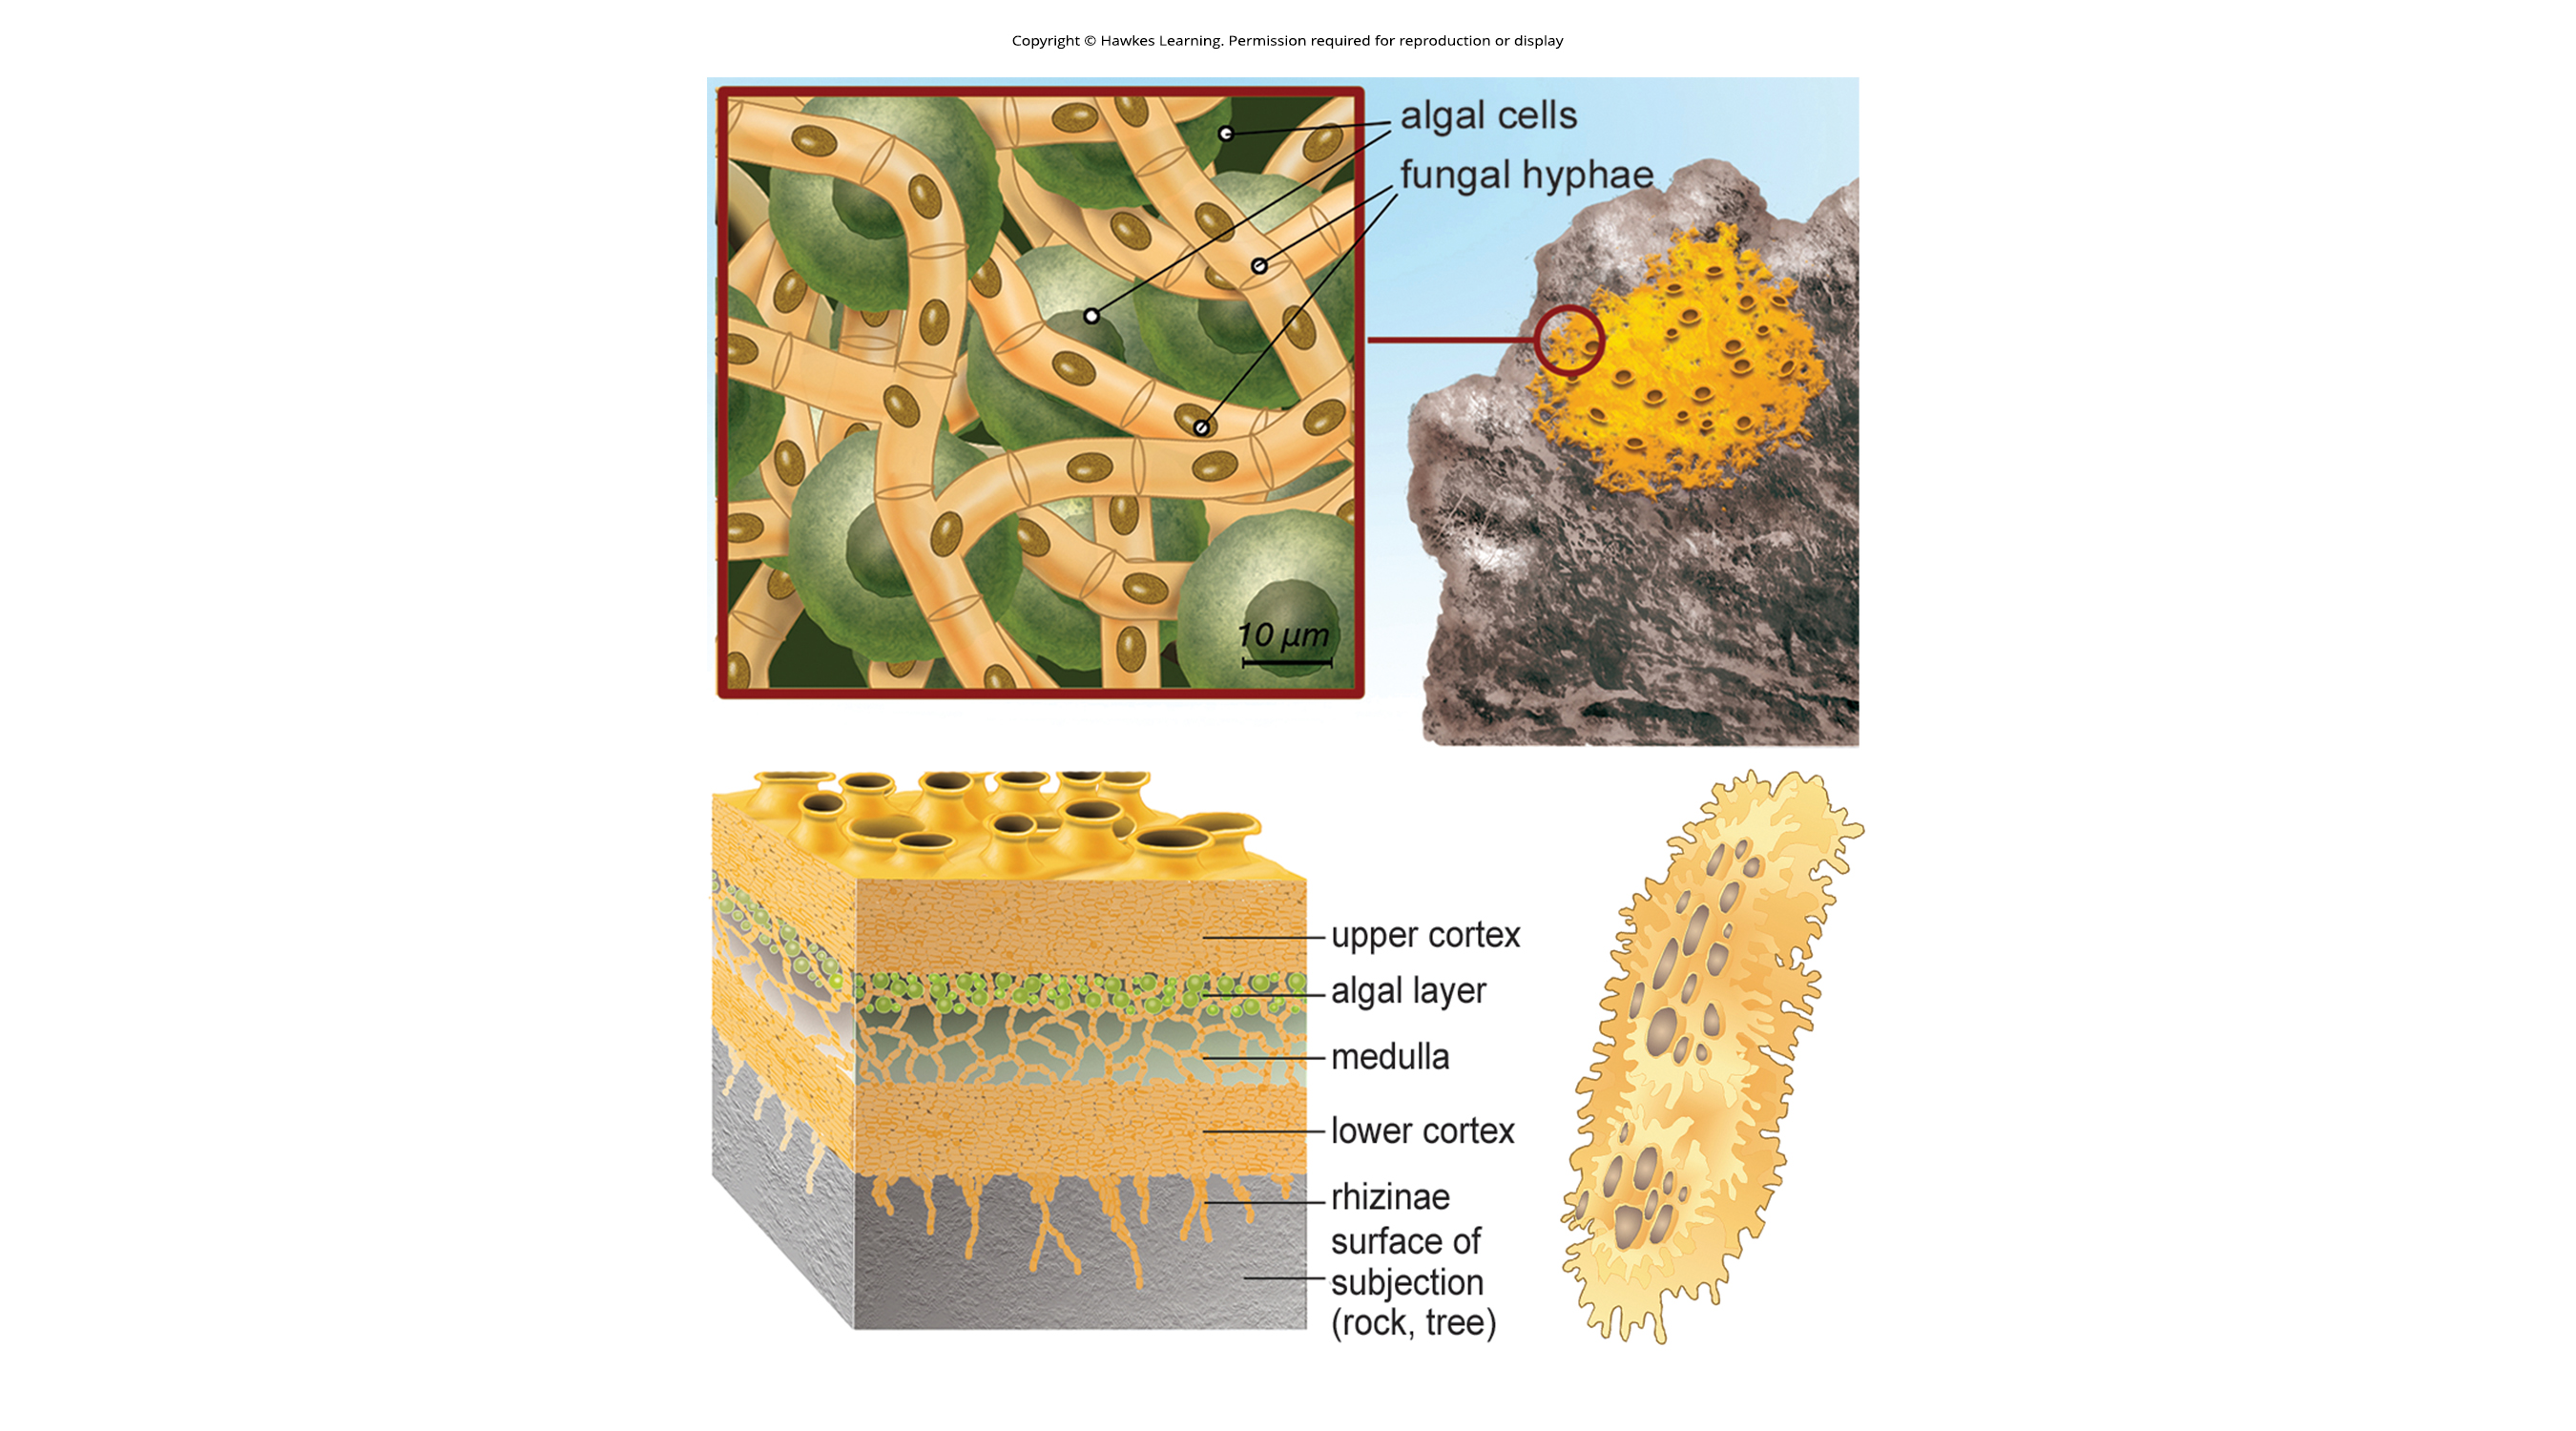 Copyright © Hawkes Learning. Permission required for reproduction or display
algal cells
fungal hyphae
10 µm
upper cortex
algal layer
medulla
lower cortex
rhizinae
surface of
subjection
(rock, tree)